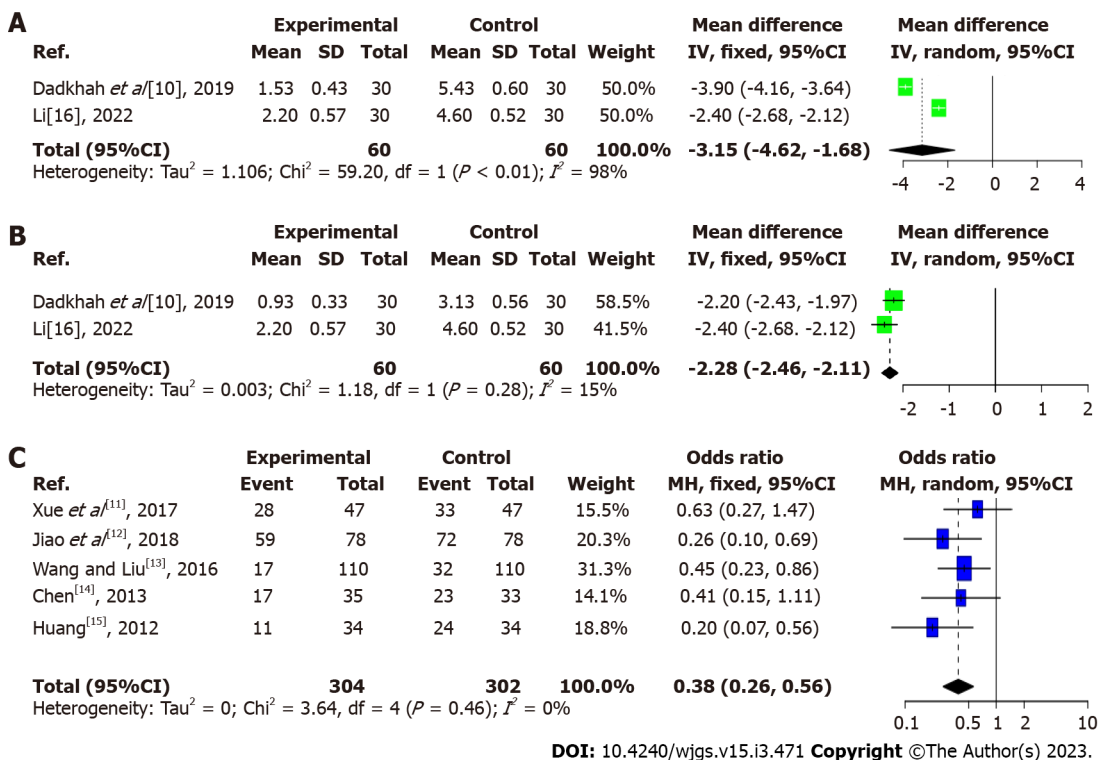 A
Experimental Control Mean difference Mean difference
Ref. Mean SD Total Mean SD Total Weight IV, fixed, 95%CI IV, random, 95%CI
Dadkhah et al[10], 2019 1.53 0.43 30 5.43 0.60 30 50.0% -3.90 (-4.16, -3.64)
Li[16], 2022 2.20 0.57 30 4.60 0.52 30 50.0% -2.40 (-2.68, -2.12)
Total (95%CI) 60 60 100.0% -3.15 (-4.62, -1.68)
Heterogeneity: Tau² = 1.106; Chi² = 59.20, df = 1 (P < 0.01); I² = 98%
-4 -2 0 2 4
B
Experimental Control Mean difference Mean difference
Ref. Mean SD Total Mean SD Total Weight IV, fixed, 95%CI IV, random, 95%CI
Dadkhah et al[10], 2019 0.93 0.33 30 3.13 0.56 30 58.5% -2.20 (-2.43, -1.97)
Li[16], 2022 2.20 0.57 30 4.60 0.52 30 41.5% -2.40 (-2.68. -2.12)
Total (95%CI) 60 60 100.0% -2.28 (-2.46, -2.11)
Heterogeneity: Tau² = 0.003; Chi² = 1.18, df = 1 (P = 0.28); I² = 15%
-2 -1 0 1 2
C
Experimental Control Odds ratio Odds ratio
Ref. Event Total Event Total Weight MH, fixed, 95%CI MH, random, 95%CI
Xue et al[11], 2017 28 47 33 47 15.5% 0.63 (0.27, 1.47)
Jiao et al[12], 2018 59 78 72 78 20.3% 0.26 (0.10, 0.69)
Wang and Liu[13], 2016 17 110 32 110 31.3% 0.45 (0.23, 0.86)
Chen[14], 2013 17 35 23 33 14.1% 0.41 (0.15, 1.11)
Huang[15], 2012 11 34 24 34 18.8% 0.20 (0.07, 0.56)
Total (95%CI) 304 302 100.0% 0.38 (0.26, 0.56)
Heterogeneity: Tau² = 0; Chi² = 3.64, df = 4 (P = 0.46); I² = 0%
0.1 0.5 1 2 10
DOI: 10.4240/wjgs.v15.i3.471 Copyright ©The Author(s) 2023.